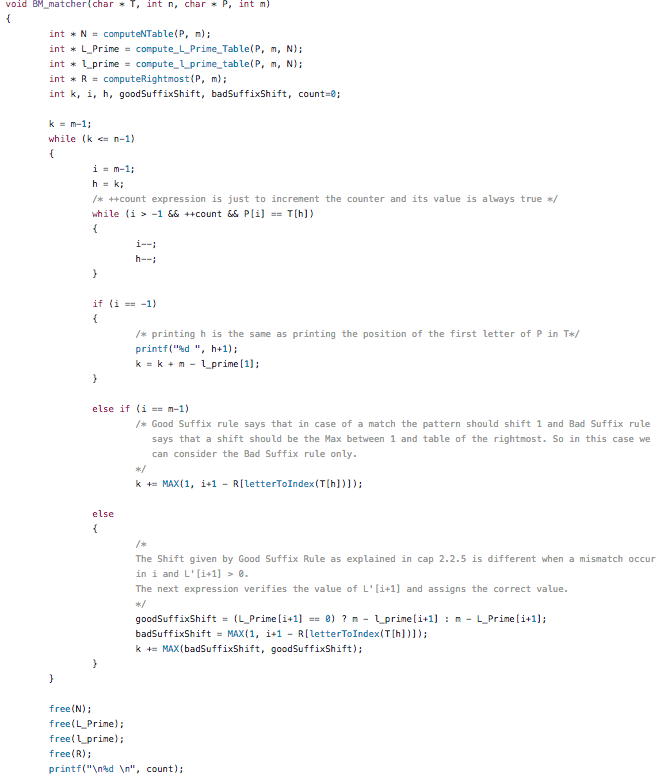 void BM_matcher(char * T, int n, char * P, int m)
{
int * N = computeNTable(P, m);
int * L_Prime = compute_L_Prime_Table(P, m, N);
int * l_prime = compute_l_prime_table(P, m, N);
int * R = computeRightmost(P, m);
int k, i, h, goodSuffixShift, badSuffixShift, count=0;
k = m-1;
while (k <= n-1)
{
i = m-1;
h = k;
/* ++count expression is just to increment the counter and its value is always true */
while (i > -1 && ++count && P[i] == T[h])
{
i--;
h--;
}
if (i == -1)
{
/* printing h is the same as printing the position of the first letter of P in T*/
printf("%d ", h+1);
k = k + m - l_prime[1];
}
else if (i == m-1)
/* Good Suffix rule says that in case of a match the pattern should shift 1 and Bad Suffix rule
says that a shift should be the Max between 1 and table of the rightmost. So in this case we
can consider the Bad Suffix rule only.
*/
k += MAX(1, i+1 - R[letterToIndex(T[h])]);
else
{
/*
The Shift given by Good Suffix Rule as explained in cap 2.2.5 is different when a mismatch occur
in i and L'[i+1] > 0.
The next expression verifies the value of L'[i+1] and assigns the correct value.
*/
goodSuffixShift = (L_Prime[i+1] == 0) ? m - l_prime[i+1] : m - L_Prime[i+1];
badSuffixShift = MAX(1, i+1 - R[letterToIndex(T[h])]);
k += MAX(badSuffixShift, goodSuffixShift);
}
}
free(N);
free(L_Prime);
free(l_prime);
free(R);
printf("\n%d \n", count);